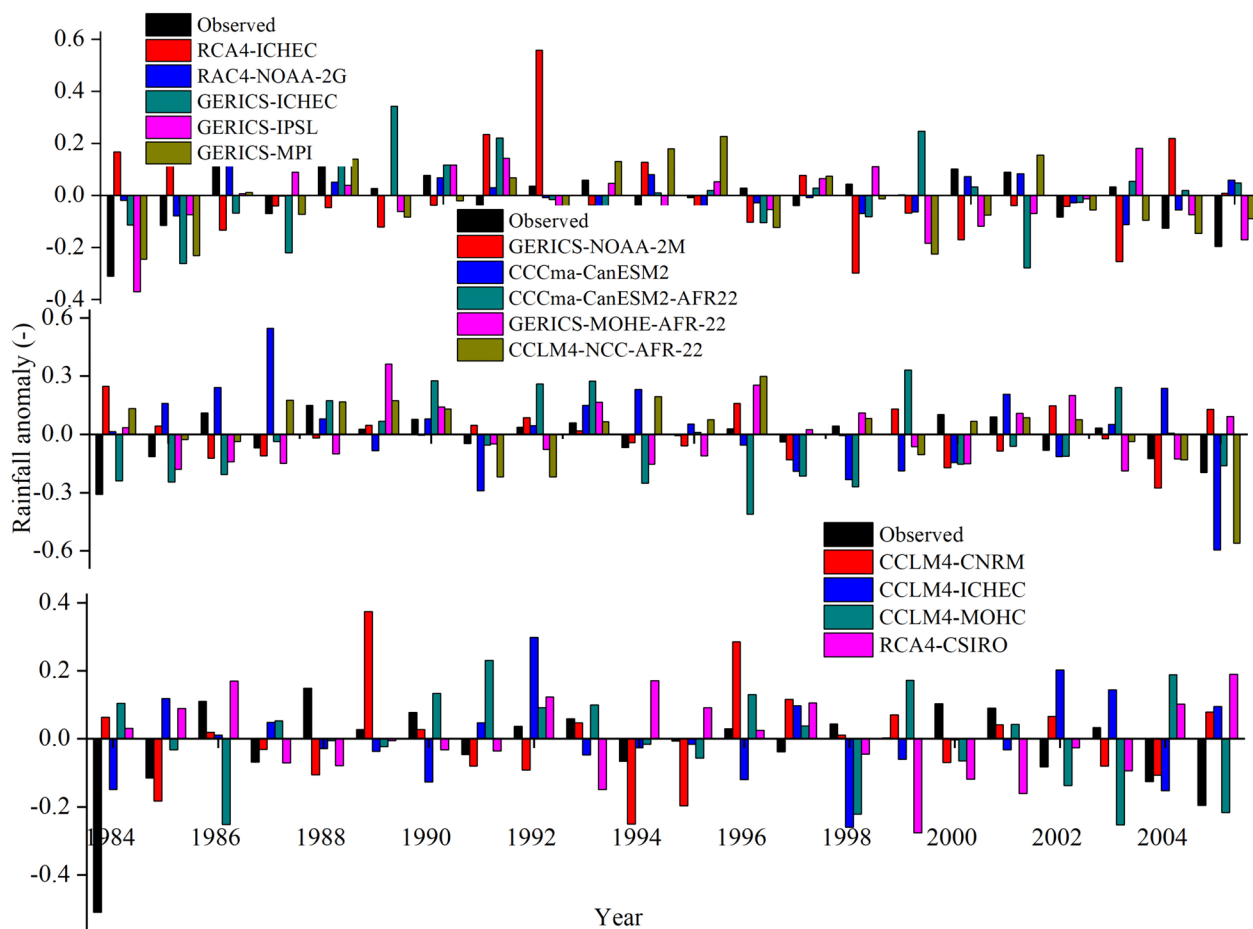 Observed
RCA4-ICHEC
RAC4-NOAA-2G
GERICS-ICHEC
GERICS-IPSL
GERICS-MPI
0.6
0.4
0.2
0.0
-0.2
-0.4
Observed
GERICS-NOAA-2M
CCCma-CanESM2
CCCma-CanESM2-AFR22
GERICS-MOHE-AFR-22
CCLM4-NCC-AFR-22
0.6
0.3
0.0
-0.3
-0.6
Rainfall anomaly (-)
Observed
CCLM4-CNRM
CCLM4-ICHEC
CCLM4-MOHC
RCA4-CSIRO
0.4
0.2
0.0
-0.2
-0.4
1984 1986 1988 1990 1992 1994 1996 1998 2000 2002 2004
Year